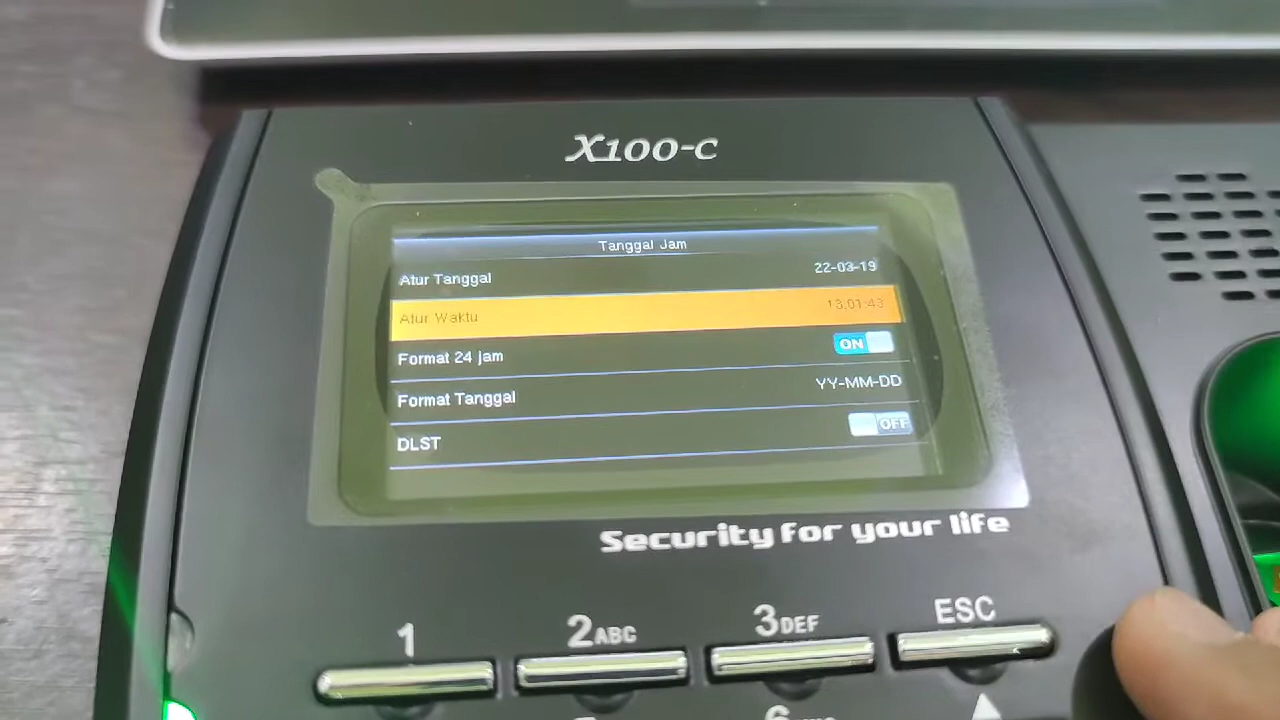 X100-C
Tanggal Jam
Atur Tanggal 22-03-19
Atur Waktu 13:01:43
Format 24 jam ON
Format Tanggal YY-MM-DD
DLST OFF
Security for your life
1 2ABC 3DEF ESC